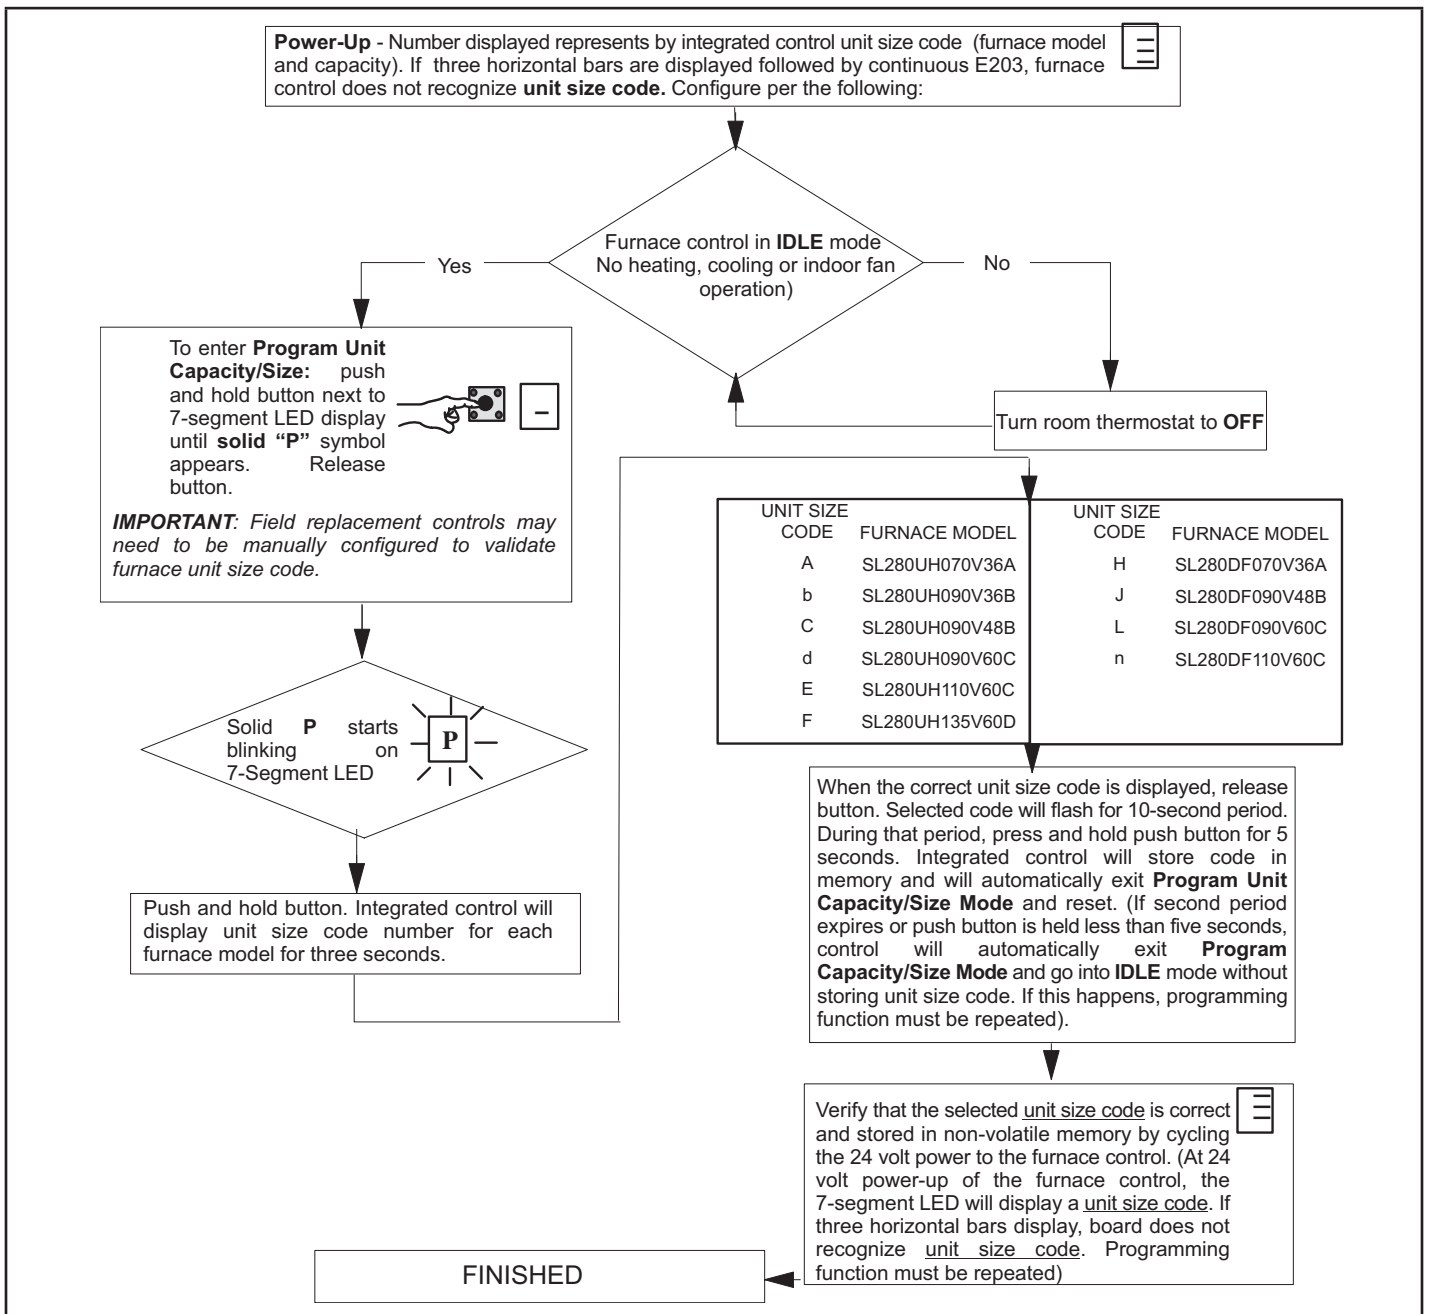 Power-Up - Number displayed represents by integrated control unit size code (furnace model
and capacity). If three horizontal bars are displayed followed by continuous E203, furnace
control does not recognize unit size code. Configure per the following:
Furnace control in IDLE mode
No heating, cooling or indoor fan
operation)
Yes
No
To enter Program Unit
Capacity/Size: push
and hold button next to
7-segment LED display
until solid “P” symbol
appears. Release
button.
IMPORTANT: Field replacement controls may
need to be manually configured to validate
furnace unit size code.
Turn room thermostat to OFF
Solid P starts
blinking on
7-Segment LED
P
Push and hold button. Integrated control will
display unit size code number for each
furnace model for three seconds.
UNIT SIZE
CODE FURNACE MODEL
A SL280UH070V36A
b SL280UH090V36B
C SL280UH090V48B
d SL280UH090V60C
E SL280UH110V60C
F SL280UH135V60D
UNIT SIZE
CODE FURNACE MODEL
H SL280DF070V36A
J SL280DF090V48B
L SL280DF090V60C
n SL280DF110V60C
When the correct unit size code is displayed, release
button. Selected code will flash for 10-second period.
During that period, press and hold push button for 5
seconds. Integrated control will store code in
memory and will automatically exit Program Unit
Capacity/Size Mode and reset. (If second period
expires or push button is held less than five seconds,
control will automatically exit Program
Capacity/Size Mode and go into IDLE mode without
storing unit size code. If this happens, programming
function must be repeated).
Verify that the selected unit size code is correct
and stored in non-volatile memory by cycling
the 24 volt power to the furnace control. (At 24
volt power-up of the furnace control, the
7-segment LED will display a unit size code. If
three horizontal bars display, board does not
recognize unit size code. Programming
function must be repeated)
FINISHED